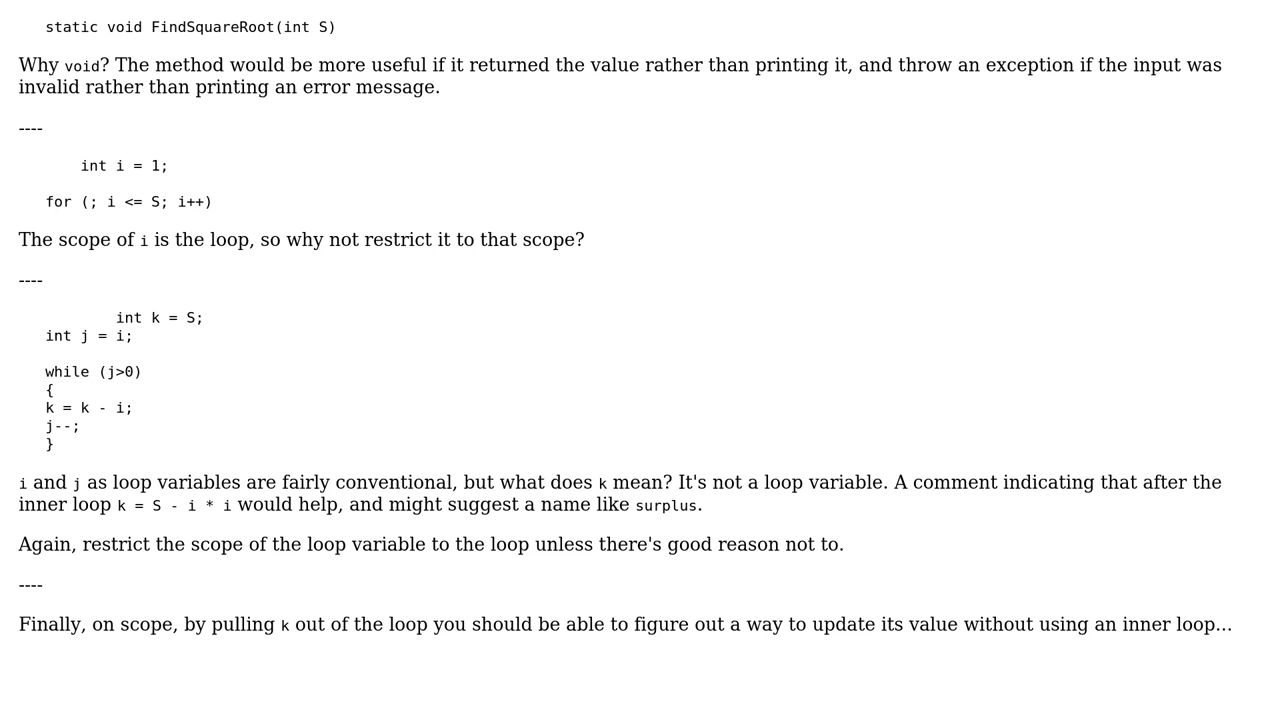 static void FindSquareRoot(int S)
Why void? The method would be more useful if it returned the value rather than printing it, and throw an exception if the input was
invalid rather than printing an error message.
----
int i = 1;
for (; i <= S; i++)
The scope of i is the loop, so why not restrict it to that scope?
----
int k = S;
int j = i;
while (j>0)
{
k = k - i;
j--;
}
i and j as loop variables are fairly conventional, but what does k mean? It's not a loop variable. A comment indicating that after the
inner loop k = S - i * i would help, and might suggest a name like surplus.
Again, restrict the scope of the loop variable to the loop unless there's good reason not to.
----
Finally, on scope, by pulling k out of the loop you should be able to figure out a way to update its value without using an inner loop...